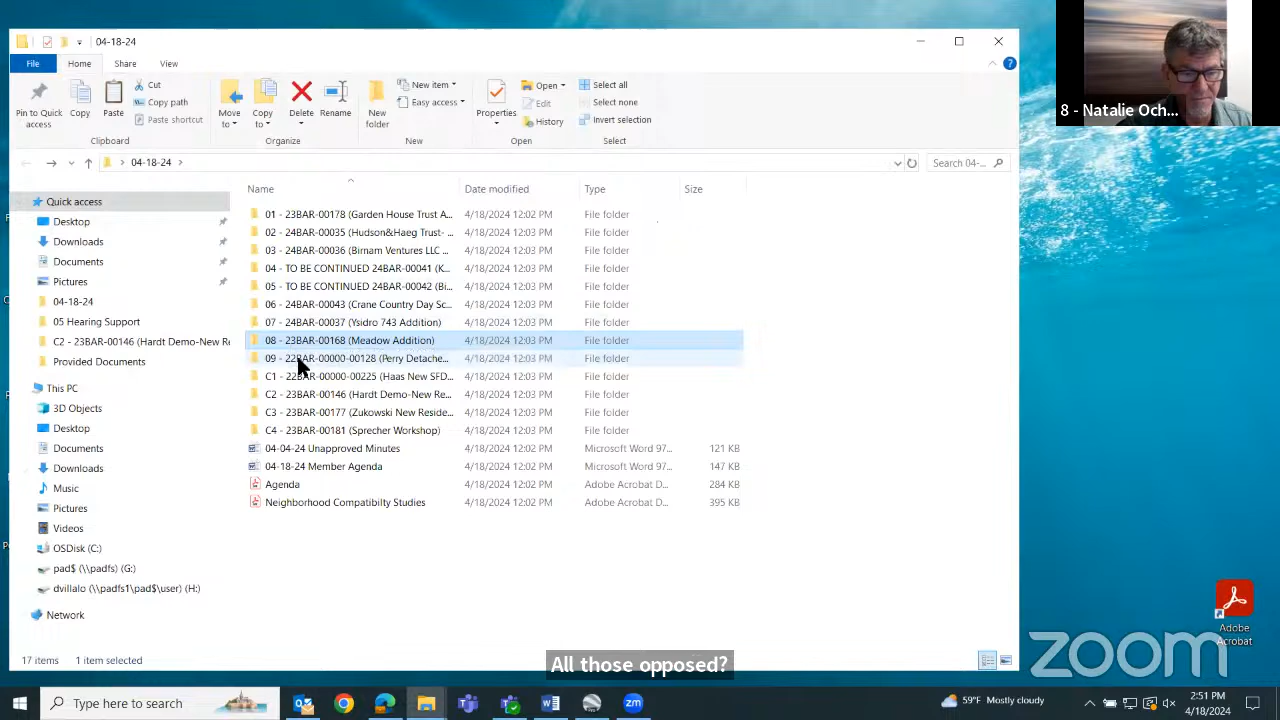 04-18-24
File
Home
Share
View
Pin to Quick access
Copy
Paste
Cut
Copy path
Paste shortcut
Clipboard
Move to
Copy to
Delete
Rename
Organize
New folder
New item
Easy access
New
Properties
Open
Edit
History
Open
Select all
Select none
Invert selection
Select
04-18-24
Search 04-...
Name Date modified Type Size
Quick access
Desktop
Downloads
Documents
Pictures
04-18-24
05 Hearing Support
C2 - 23BAR-00146 (Hardt Demo-New Re
Provided Documents
This PC
3D Objects
Desktop
Documents
Downloads
Music
Pictures
Videos
OSDisk (C:)
pad$ (\\padfs) (G:)
dvillalo (\\padfs1\pad$\user) (H:)
Network
01 - 23BAR-00178 (Garden House Trust A... 4/18/2024 12:02 PM File folder
02 - 24BAR-00035 (Hudson&Haeg Trust- ... 4/18/2024 12:03 PM File folder
03 - 24BAR-00036 (Birnam Ventures LLC ... 4/18/2024 12:03 PM File folder
04 - TO BE CONTINUED 24BAR-00041 (K... 4/18/2024 12:03 PM File folder
05 - TO BE CONTINUED 24BAR-00042 (Bi... 4/18/2024 12:03 PM File folder
06 - 24BAR-00043 (Crane Country Day Sc... 4/18/2024 12:03 PM File folder
07 - 24BAR-00037 (Ysidro 743 Addition) 4/18/2024 12:03 PM File folder
08 - 23BAR-00168 (Meadow Addition) 4/18/2024 12:03 PM File folder
09 - 22BAR-00000-00128 (Perry Detache... 4/18/2024 12:03 PM File folder
C1 - 22BAR-00000-00225 (Haas New SFD... 4/18/2024 12:03 PM File folder
C2 - 23BAR-00146 (Hardt Demo-New Re... 4/18/2024 12:03 PM File folder
C3 - 23BAR-00177 (Zukowski New Reside... 4/18/2024 12:03 PM File folder
C4 - 23BAR-00181 (Sprecher Workshop) 4/18/2024 12:03 PM File folder
04-04-24 Unapproved Minutes 4/18/2024 12:02 PM Microsoft Word 97... 121 KB
04-18-24 Member Agenda 4/18/2024 12:02 PM Microsoft Word 97... 147 KB
Agenda 4/18/2024 12:02 PM Adobe Acrobat D... 284 KB
Neighborhood Compatibilty Studies 4/18/2024 12:02 PM Adobe Acrobat D... 395 KB
17 items 1 item selected
8 - Natalie Och...
All those opposed?
Adobe
Acrobat
zoom
Type here to search
59°F Mostly cloudy
2:51 PM
4/18/2024